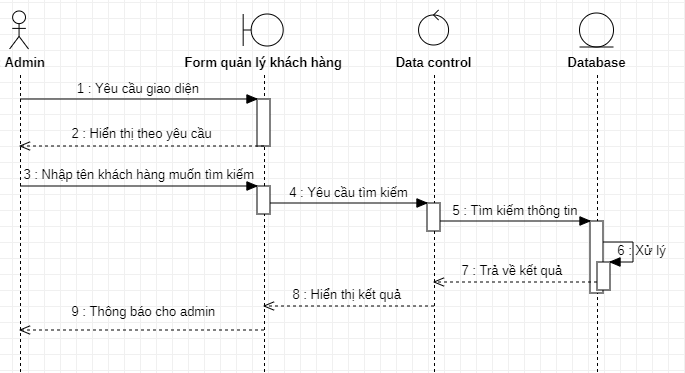 Admin
Form quản lý khách hàng
Data control
Database
1 : Yêu cầu giao diện
2 : Hiển thị theo yêu cầu
3 : Nhập tên khách hàng muốn tìm kiếm
4 : Yêu cầu tìm kiếm
5 : Tìm kiếm thông tin
6 : Xử lý
7 : Trả về kết quả
8 : Hiển thị kết quả
9 : Thông báo cho admin